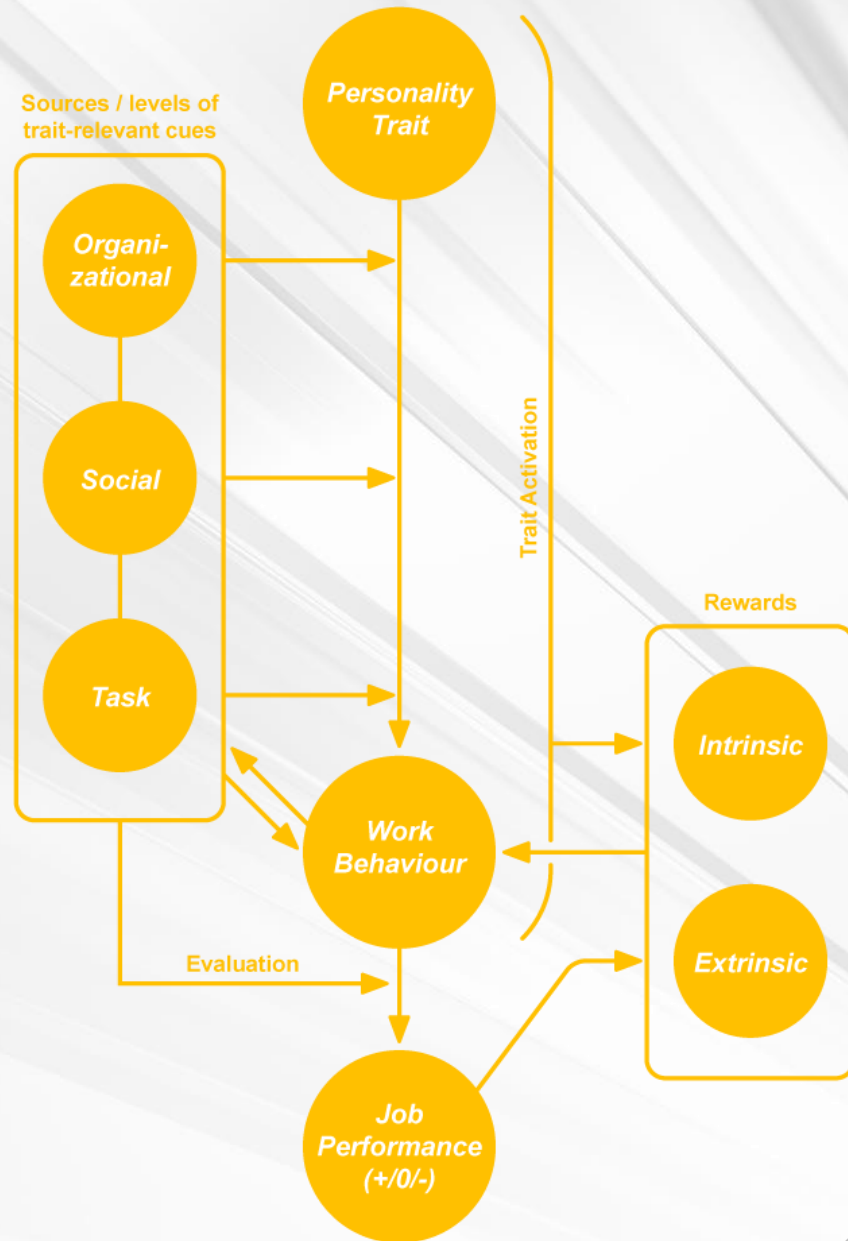 Personality
Trait
Sources / levels of
trait-relevant cues
Organi-
zational
Social
Trait Activation
Task
Rewards
Intrinsic
Work
Behaviour
Evaluation
Extrinsic
Job
Performance
(+/0/-)